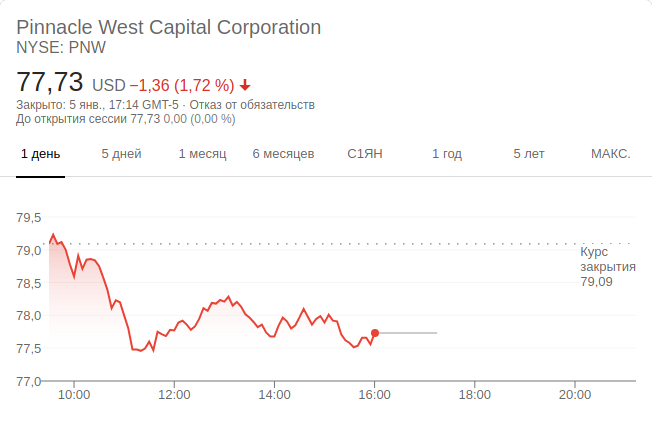 Pinnacle West Capital Corporation
NYSE: PNW
77,73 USD −1,36 (1,72 %)
Закрыто: 5 янв., 17:14 GMT-5 · Отказ от обязательств
До открытия сессии 77,73 0,00 (0,00 %)
1 день 5 дней 1 месяц 6 месяцев С1ЯН 1 год 5 лет МАКС.
79,5
79,0
Курс
закрытия
79,09
78,5
78,0
77,5
77,0
10:00 12:00 14:00 16:00 18:00 20:00